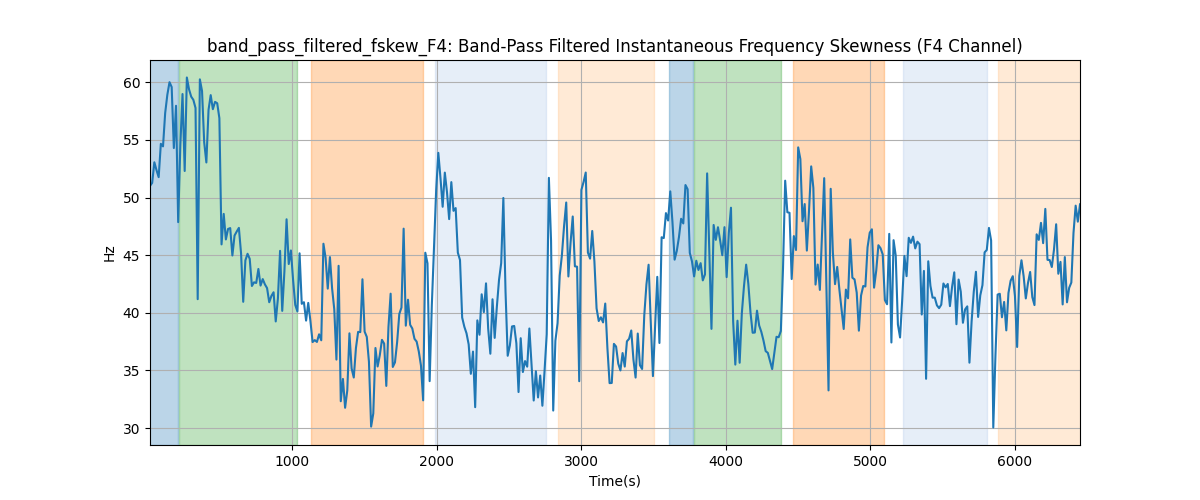 band_pass_filtered_fskew_F4: Band-Pass Filtered Instantaneous Frequency Skewness (F4 Channel)
60
55
50
45
40
35
30
Hz
1000 2000 3000 4000 5000 6000
Time(s)